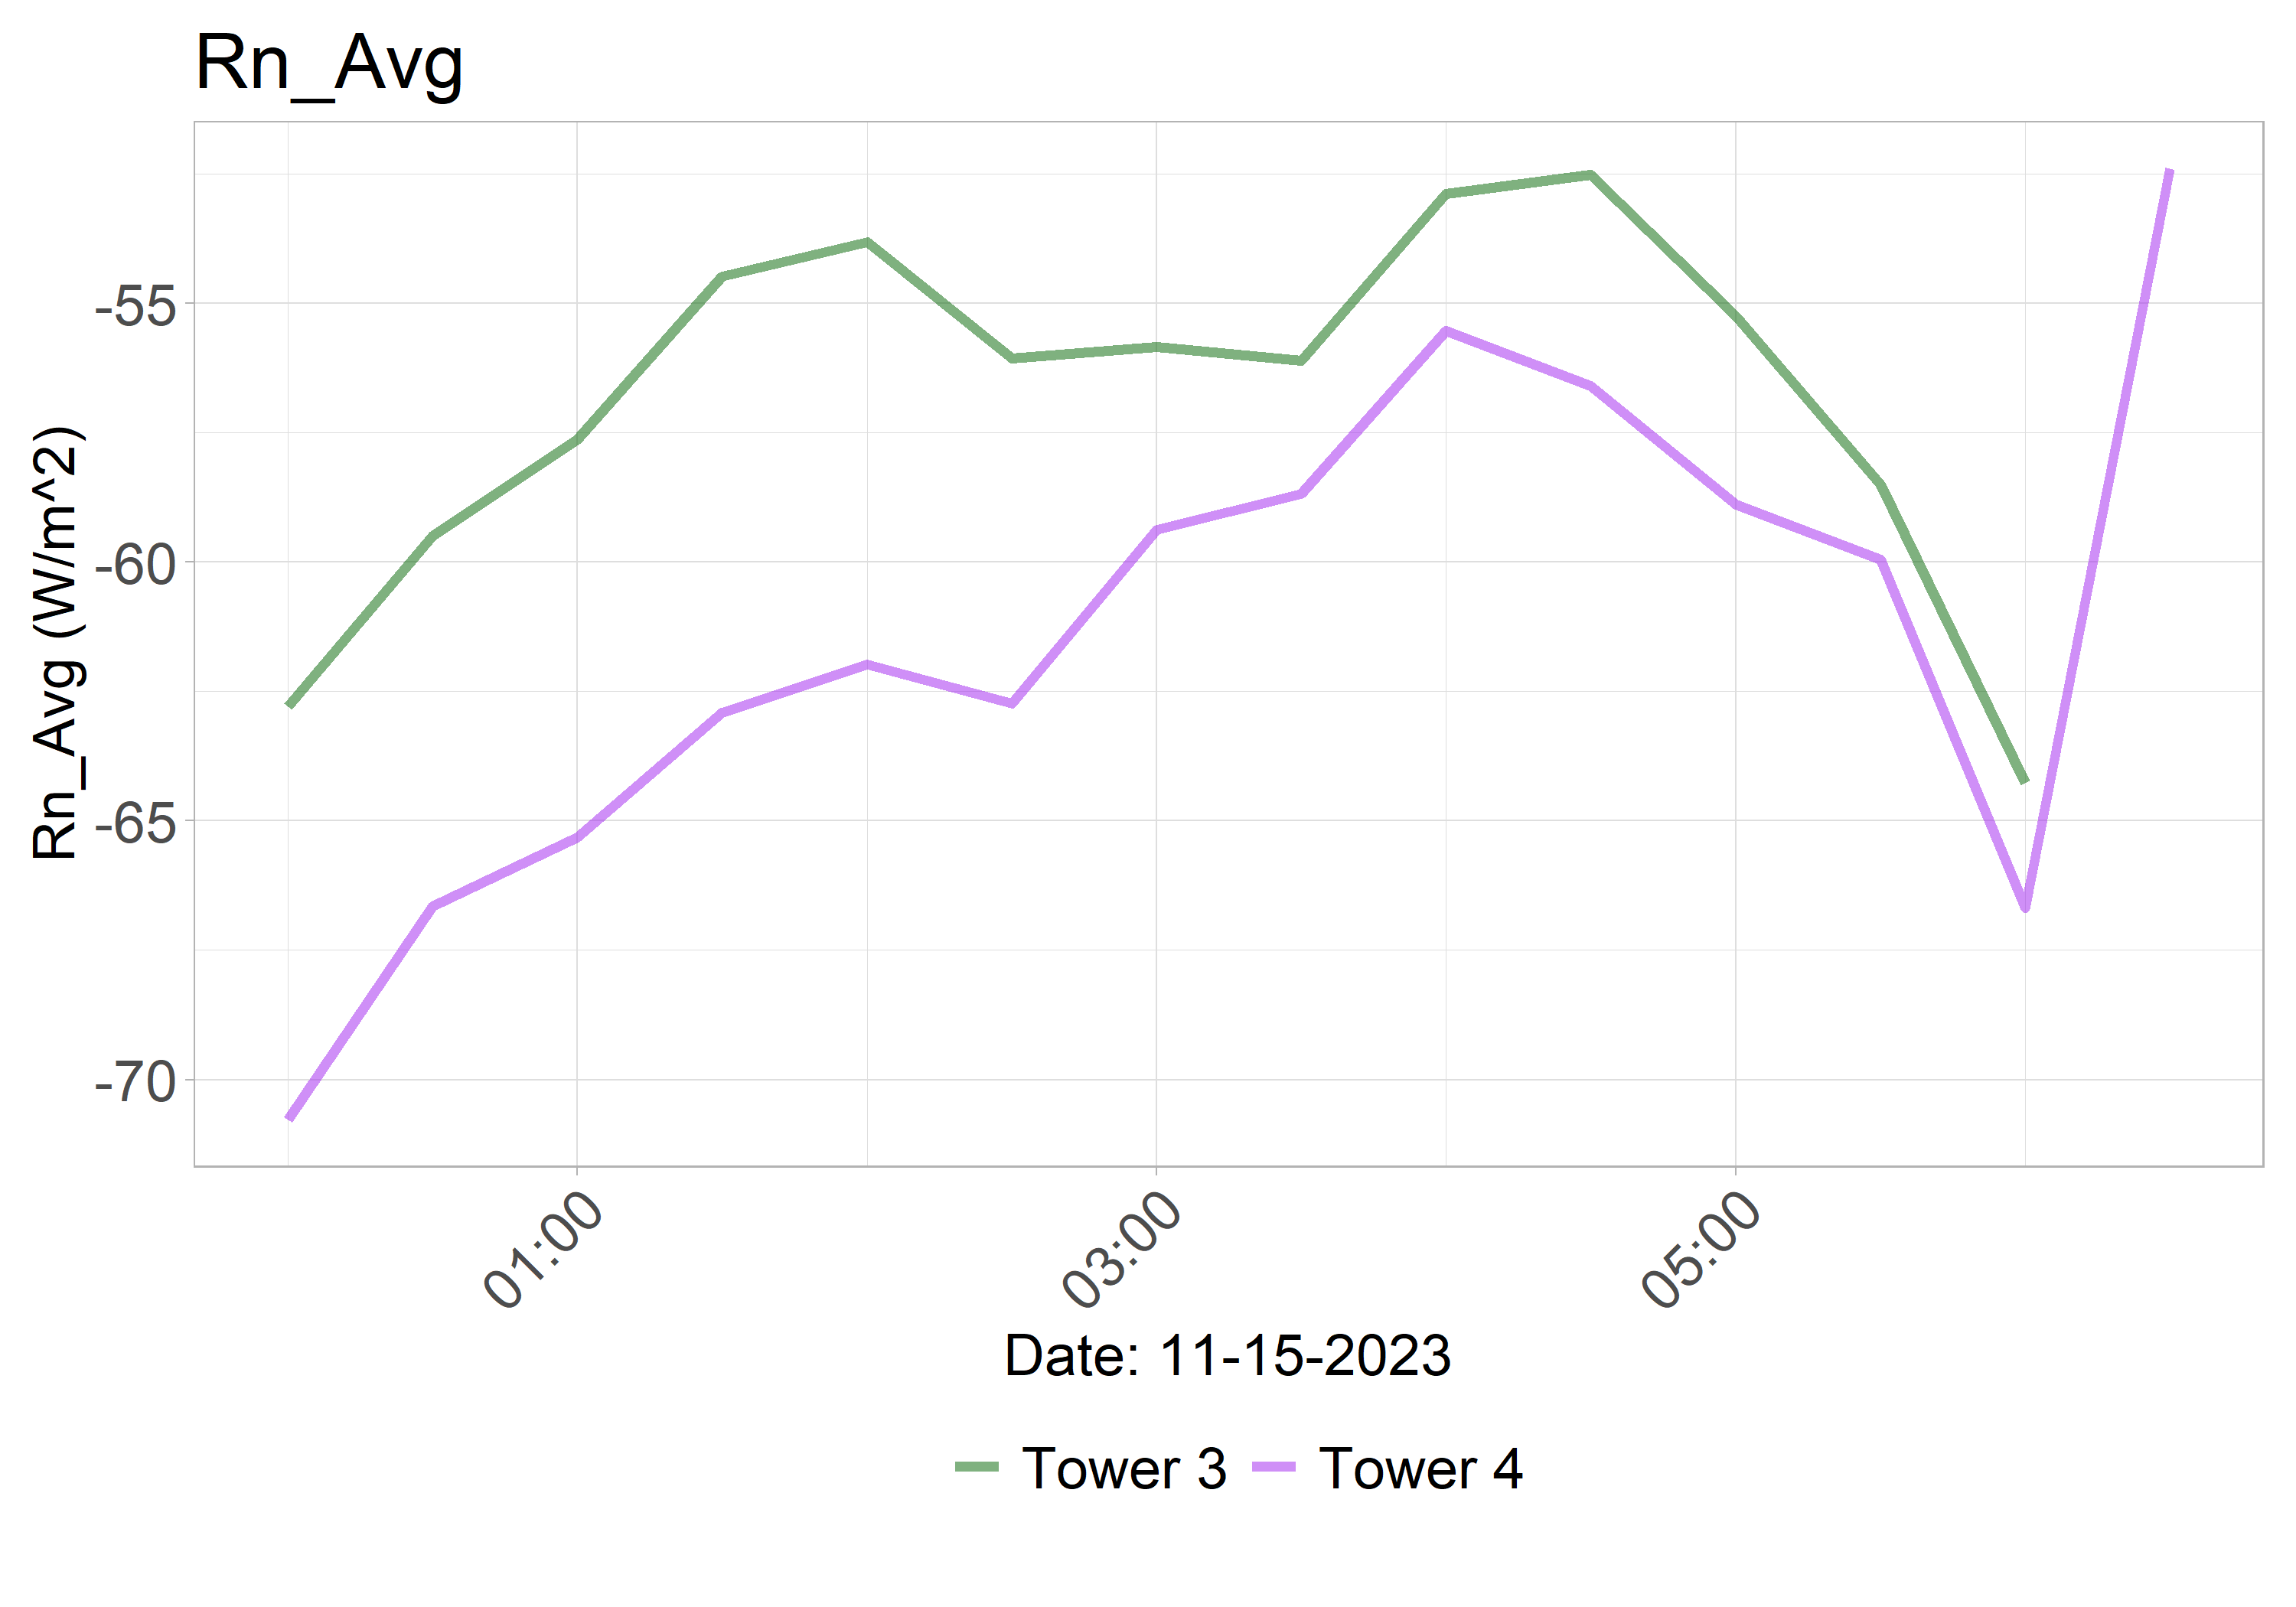 Rn_Avg
Rn_Avg (W/m^2)
-55
-60
-65
-70
01:00 03:00 05:00
Date: 11-15-2023
Tower 3 Tower 4